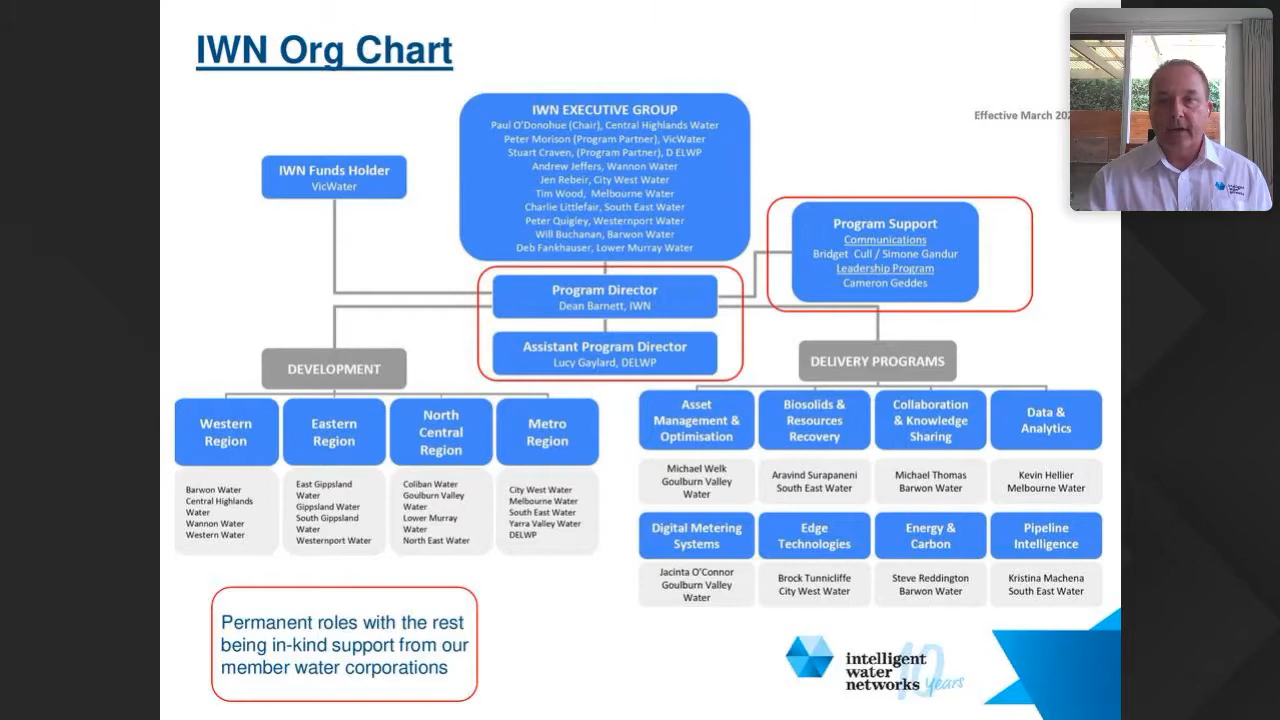 IWN Org Chart
Effective March 202
IWN EXECUTIVE GROUP
Paul O'Donohue (Chair), Central Highlands Water
Peter Morison (Program Partner), VicWater
Stuart Craven, (Program Partner), D ELWP
Andrew Jeffers, Wannon Water
Jen Rebeir, City West Water
Tim Wood, Melbourne Water
Charlie Littlefair, South East Water
Peter Quigley, Westernport Water
Will Buchanan, Barwon Water
Deb Fankhauser, Lower Murray Water
IWN Funds Holder
VicWater
Program Support
Communications
Bridget Cull / Simone Gandur
Leadership Program
Cameron Geddes
Program Director
Dean Barnett, IWN
Assistant Program Director
Lucy Gaylard, DELWP
DEVELOPMENT
Western
Region
Barwon Water
Central Highlands
Water
Wannon Water
Western Water
Eastern
Region
East Gippsland
Water
Gippsland Water
South Gippsland
Water
Westernport Water
North
Central
Region
Coliban Water
Goulburn Valley
Water
Lower Murray
Water
North East Water
Metro
Region
City West Water
Melbourne Water
South East Water
Yarra Valley Water
DELWP
DELIVERY PROGRAMS
Asset
Management &
Optimisation
Michael Welk
Goulburn Valley
Water
Biosolids &
Resources
Recovery
Aravind Surapaneni
South East Water
Collaboration
& Knowledge
Sharing
Michael Thomas
Barwon Water
Data &
Analytics
Kevin Hellier
Melbourne Water
Digital Metering
Systems
Jacinta O'Connor
Goulburn Valley
Water
Edge
Technologies
Brock Tunnicliffe
City West Water
Energy &
Carbon
Steve Reddington
Barwon Water
Pipeline
Intelligence
Kristina Machena
South East Water
Permanent roles with the rest
being in-kind support from our
member water corporations
intelligent
water
networks
10
Years
intelligent
water
networks